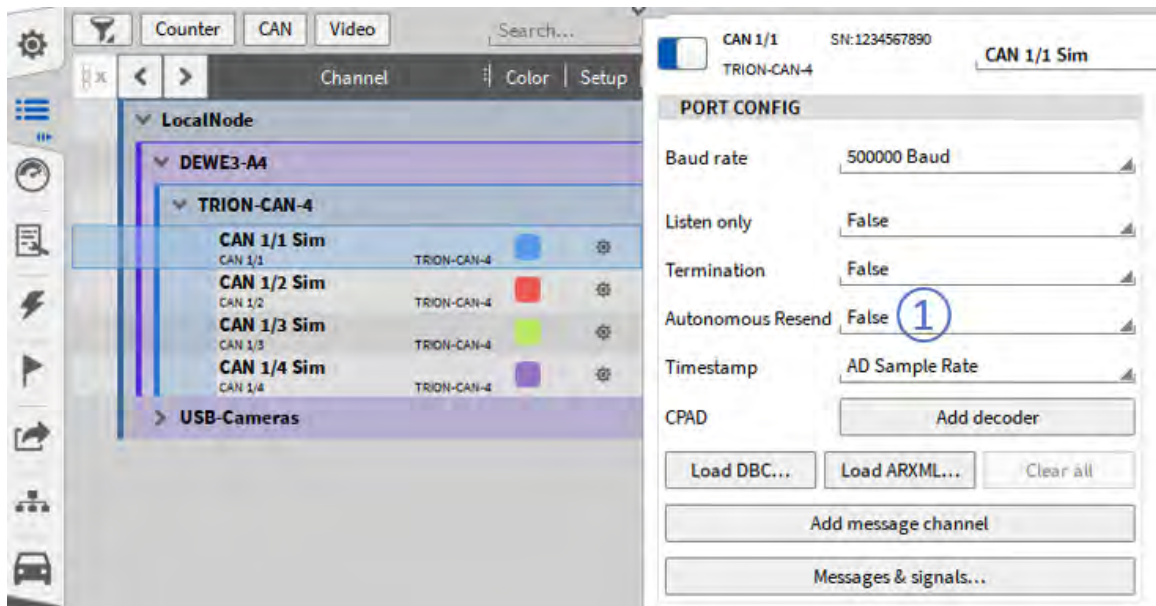 Counter CAN Video Search...
Channel Color Setup
LocalNode
DEWE3-A4
TRION-CAN-4
CAN 1/1 Sim
CAN 1/1 TRION-CAN-4
CAN 1/2 Sim
CAN 1/2 TRION-CAN-4
CAN 1/3 Sim
CAN 1/3 TRION-CAN-4
CAN 1/4 Sim
CAN 1/4 TRION-CAN-4
USB-Cameras
CAN 1/1 SN:1234567890
TRION-CAN-4
CAN 1/1 Sim
PORT CONFIG
Baud rate 500000 Baud
Listen only False
Termination False
Autonomous Resend False 1
Timestamp AD Sample Rate
CPAD Add decoder
Load DBC... Load ARXML... Clear all
Add message channel
Messages & signals...